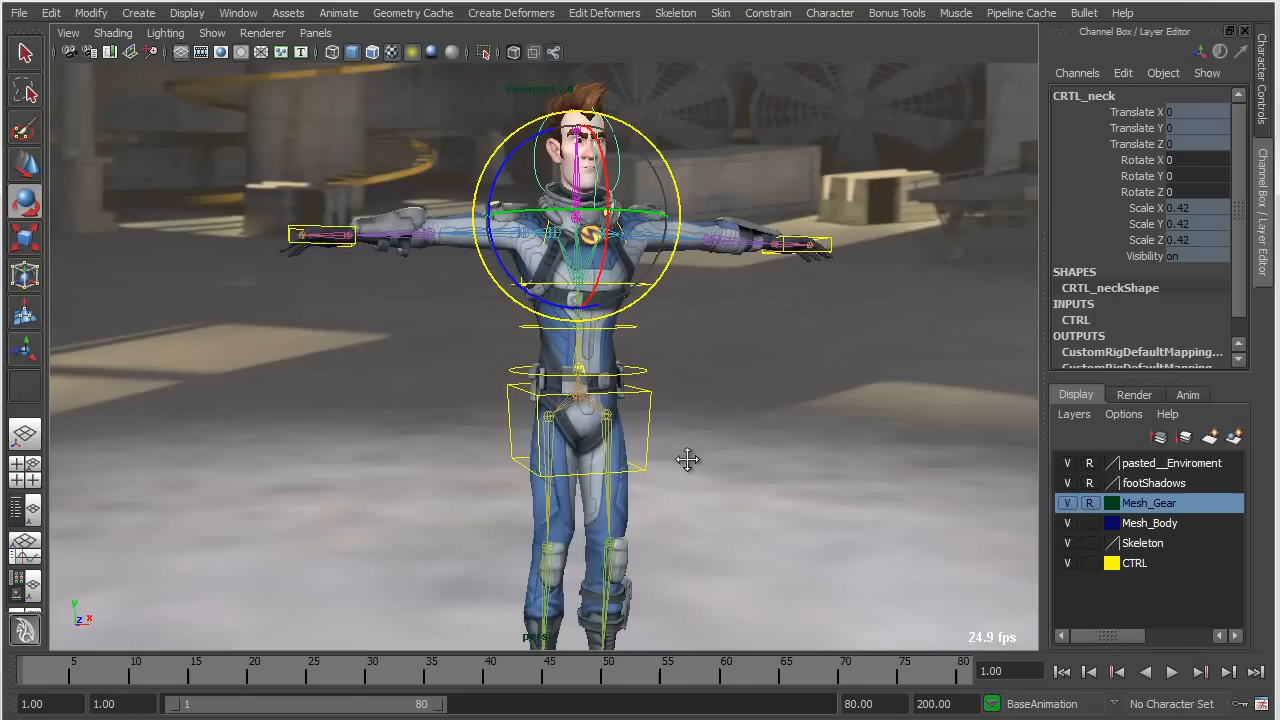 File Edit Modify Create Display Window Assets Animate Geometry Cache Create Deformers Edit Deformers Skeleton Skin Constrain Character Bonus Tools Muscle Pipeline Cache Bullet Help
View Shading Lighting Show Renderer Panels
Channel Box / Layer Editor
Channels Edit Object Show
CRTL_neck
Translate X 0
Translate Y 0
Translate Z 0
Rotate X 0
Rotate Y 0
Rotate Z 0
Scale X 0.42
Scale Y 0.42
Scale Z 0.42
Visibility on
SHAPES
CRTL_neckShape
INPUTS
CTRL
OUTPUTS
CustomRigDefaultMapping...
CustomRigDefaultMapping...
Character Controls
Channel Box / Layer Editor
Display Render Anim
Layers Options Help
V R pasted__Enviroment
V R footShadows
V R Mesh_Gear
V Mesh_Body
V Skeleton
V CTRL
y
z x
24.9 fps
5 10 15 20 25 30 35 40 45 50 55 60 65 70 75 80
1.00
1.00 1.00 1 80 80.00 200.00 BaseAnimation No Character Set